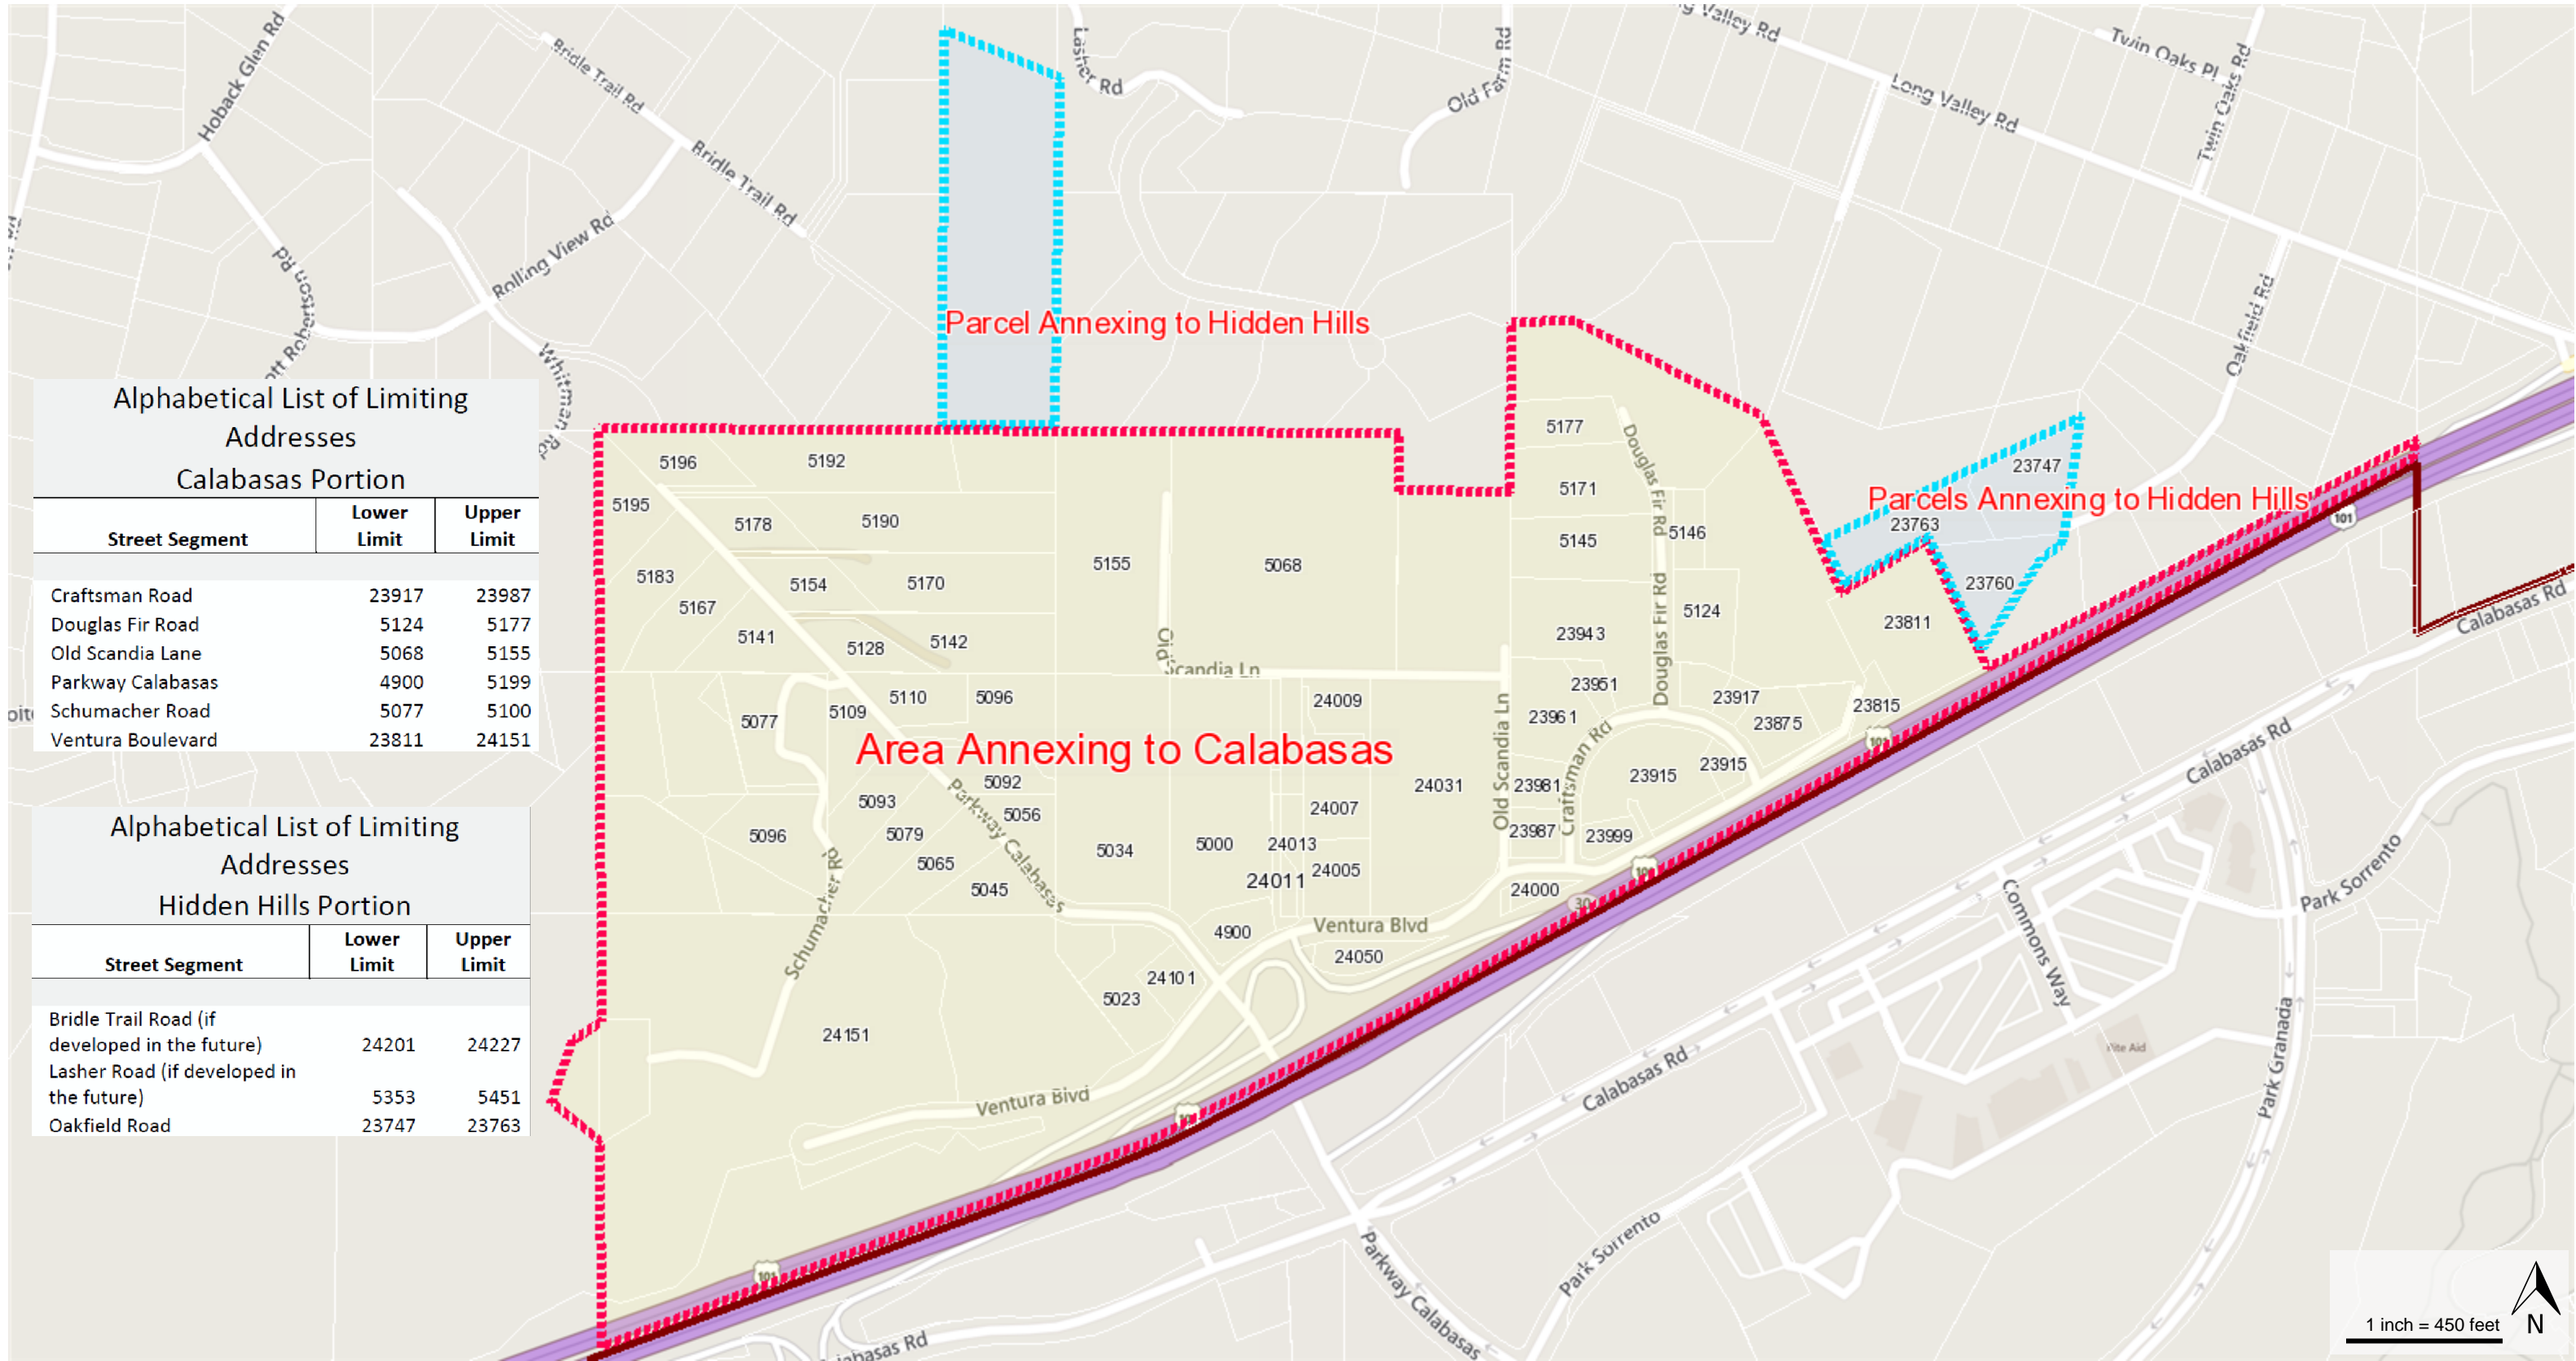 Hoback Glen Rd
Bridle Trail Rd
Lasher Rd
Old Farm Rd
Valley Rd
Long Valley Rd
Twin Oaks Pl
Twin Oaks Rd
Bridle Trail Rd
Rolling View Rd
Whitman Rd
Oakfield Rd
Parcel Annexing to Hidden Hills
Parcels Annexing to Hidden Hills
23747
23763
23760
101
Alphabetical List of Limiting
Addresses
Calabasas Portion
Street Segment Lower Limit Upper Limit
Craftsman Road 23917 23987
Douglas Fir Road 5124 5177
Old Scandia Lane 5068 5155
Parkway Calabasas 4900 5199
Schumacher Road 5077 5100
Ventura Boulevard 23811 24151
Alphabetical List of Limiting
Addresses
Hidden Hills Portion
Street Segment Lower Limit Upper Limit
Bridle Trail Road (if
developed in the future) 24201 24227
Lasher Road (if developed in
the future) 5353 5451
Oakfield Road 23747 23763
5196
5192
5195
5178
5190
5183
5167
5154
5170
5141
5128
5142
5155
5068
5177
5171
5145
5146
5124
Douglas Fir Rd
Douglas Fir Rd
Old
Scandia Ln
23943
23951
23961
23917
23875
23815
23811
5077
5109
5110
5096
24009
Area Annexing to Calabasas
Old Scandia Ln
Craftsman Rd
23981
23915
23915
23987
23999
24031
5092
5056
5093
5079
5065
5045
5096
5034
5000
24013
24007
24005
24011
Parkway Calabasas
Schumacher Rd
24000
30
Ventura Blvd
4900
24050
24101
5023
24151
Ventura Blvd
101
Calabasas Rd
Calabasas Rd
Calabasas Rd
Commons Way
Park Sorrento
Park Granada
Park Sorrento
Parkway Calabasas
1 inch = 450 feet
N